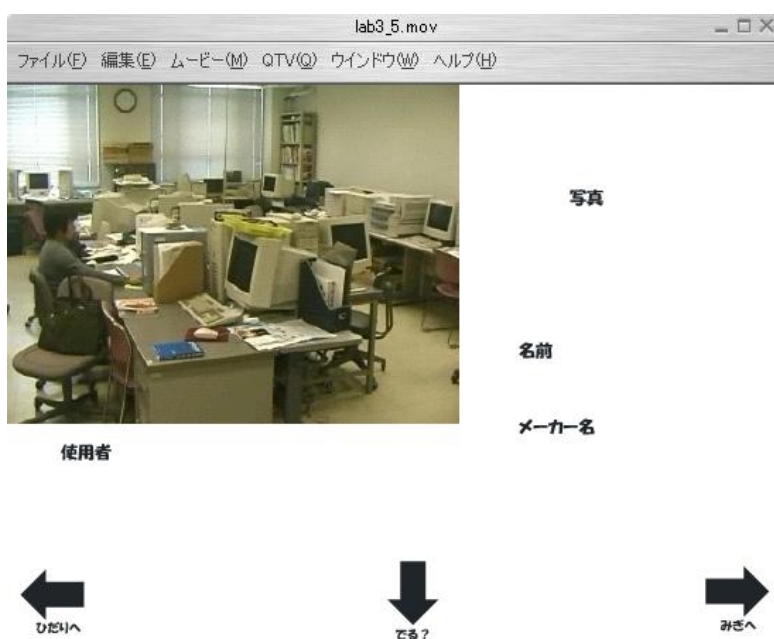 lab3_5.mov
ファイル(F) 編集(E) ムービー(M) QTV(Q) ウインドウ(W) ヘルプ(H)
写真
名前
メーカー名
使用者
ひだりへ
でる?
みぎへ